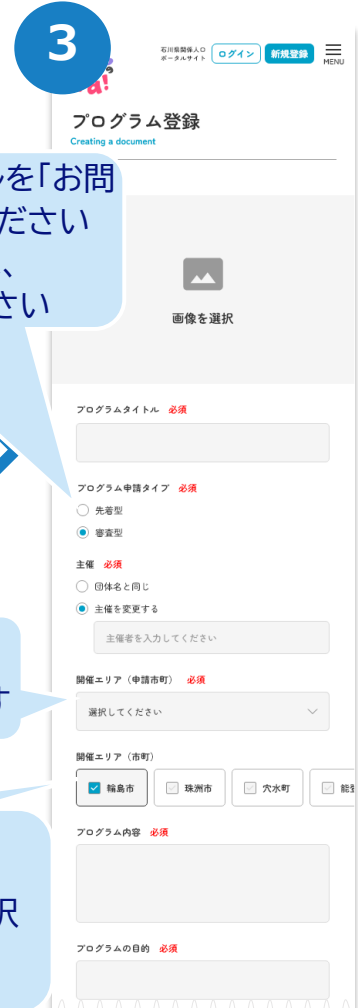 3
石川県関係人口
ポータルサイト
ログイン
新規登録
MENU
a!
プログラム登録
Creating a document
を「お問
ださい
、
さい
画像を選択
プログラムタイトル 必須
プログラム申請タイプ 必須
先着型
審査型
主催 必須
団体名と同じ
主催を変更する
主催者を入力してください
開催エリア（申請市町） 必須
選択してください
す
開催エリア（市町）
輪島市
珠洲市
穴水町
能登
プログラム内容 必須
択
プログラムの目的 必須